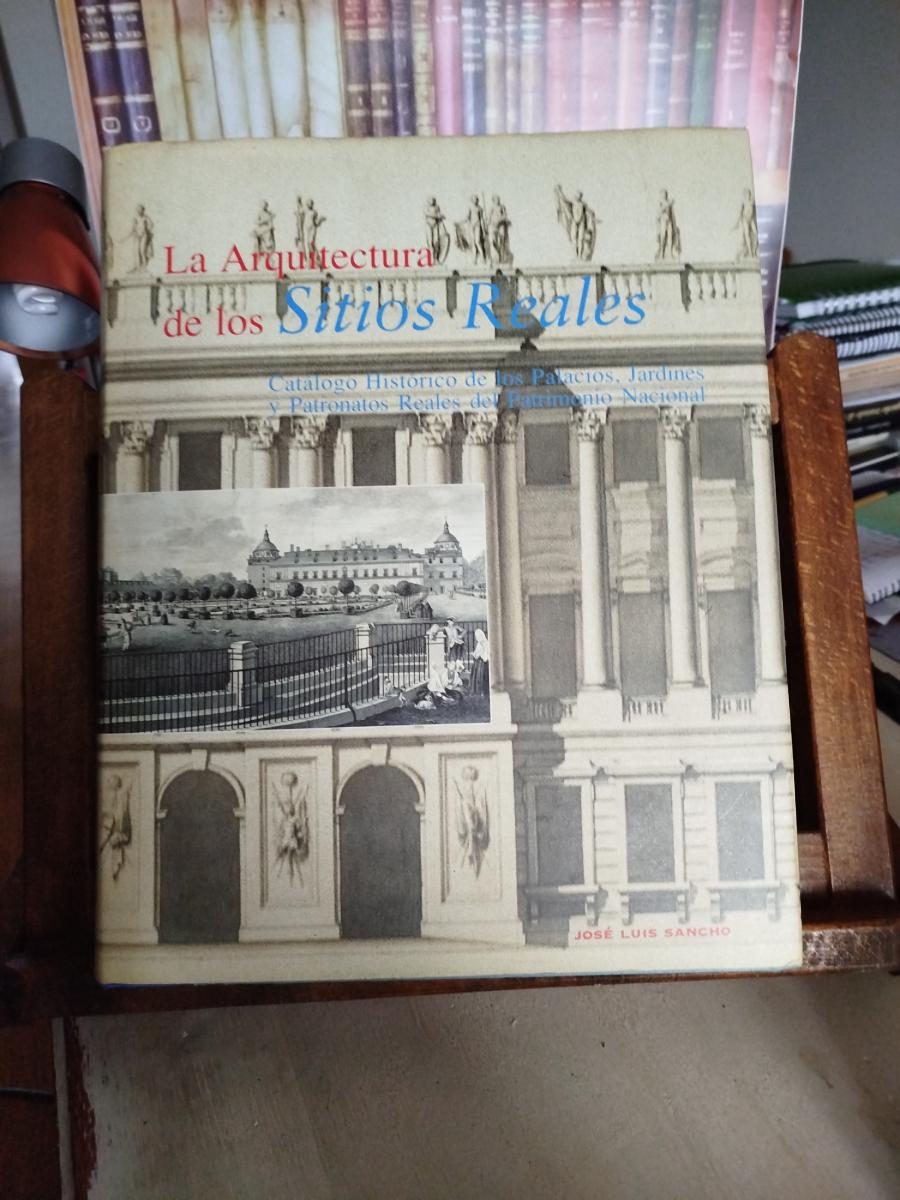 La Arquitectura
de los Sitios Reales
Catálogo Histórico de los Palacios, Jardines
y Patronatos Reales del Patrimonio Nacional
JOSÉ LUIS SANCHO